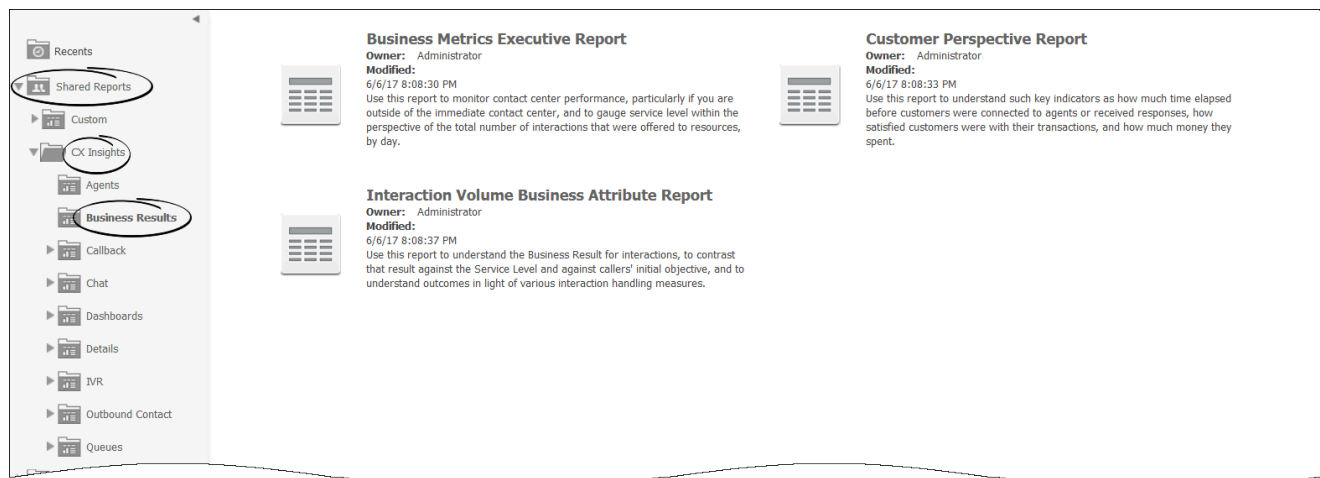 Recents
Shared Reports
Custom
CX Insights
Agents
Business Results
Callback
Chat
Dashboards
Details
IVR
Outbound Contact
Queues
Business Metrics Executive Report
Owner: Administrator
Modified:
6/6/17 8:08:30 PM
Use this report to monitor contact center performance, particularly if you are
outside of the immediate contact center, and to gauge service level within the
perspective of the total number of interactions that were offered to resources,
by day.
Customer Perspective Report
Owner: Administrator
Modified:
6/6/17 8:08:33 PM
Use this report to understand such key indicators as how much time elapsed
before customers were connected to agents or received responses, how
satisfied customers were with their transactions, and how much money they
spent.
Interaction Volume Business Attribute Report
Owner: Administrator
Modified:
6/6/17 8:08:37 PM
Use this report to understand the Business Result for interactions, to contrast
that result against the Service Level and against callers' initial objective, and to
understand outcomes in light of various interaction handling measures.